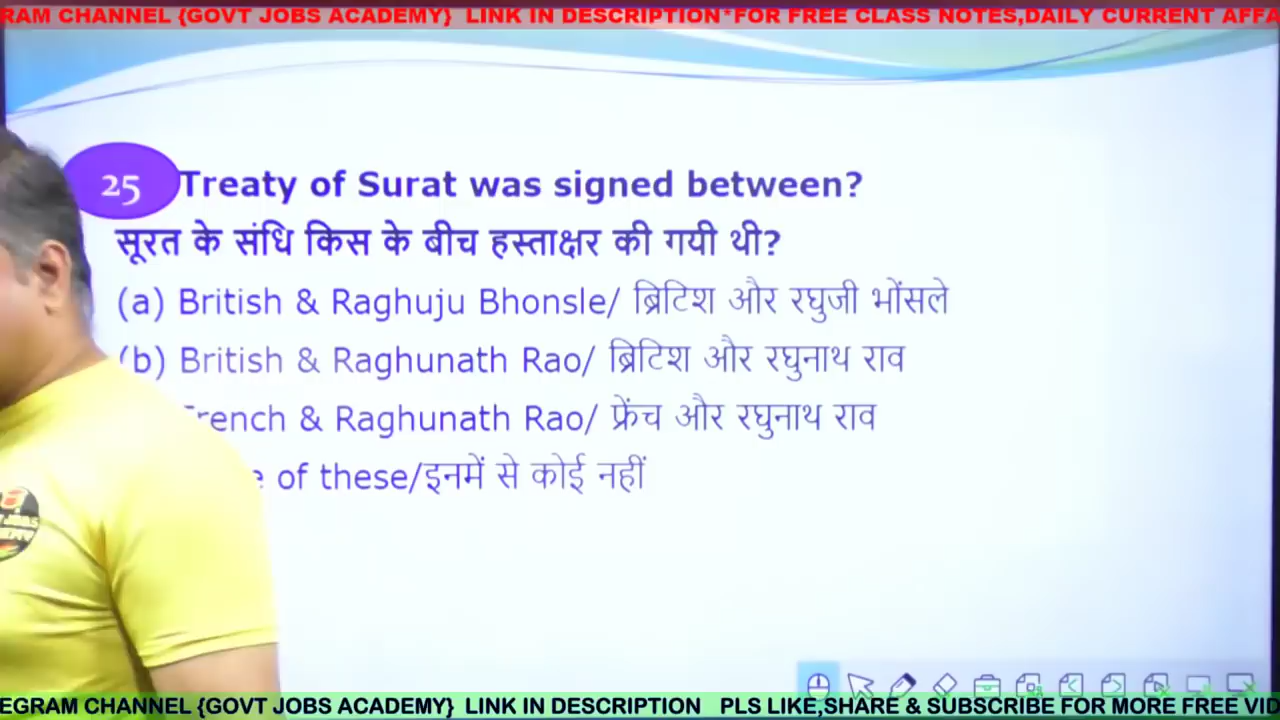 RAM CHANNEL {GOVT JOBS ACADEMY} LINK IN DESCRIPTION*FOR FREE CLASS NOTES,DAILY CURRENT AFFA
25 Treaty of Surat was signed between?
सूरत के संधि किस के बीच हस्ताक्षर की गयी थी?
(a) British & Raghuju Bhonsle/ ब्रिटिश और रघुजी भोंसले
(b) British & Raghunath Rao/ ब्रिटिश और रघुनाथ राव
French & Raghunath Rao/ फ्रेंच और रघुनाथ राव
e of these/इनमें से कोई नहीं
EGRAM CHANNEL {GOVT JOBS ACADEMY} LINK IN DESCRIPTION PLS LIKE,SHARE & SUBSCRIBE FOR MORE FREE VID